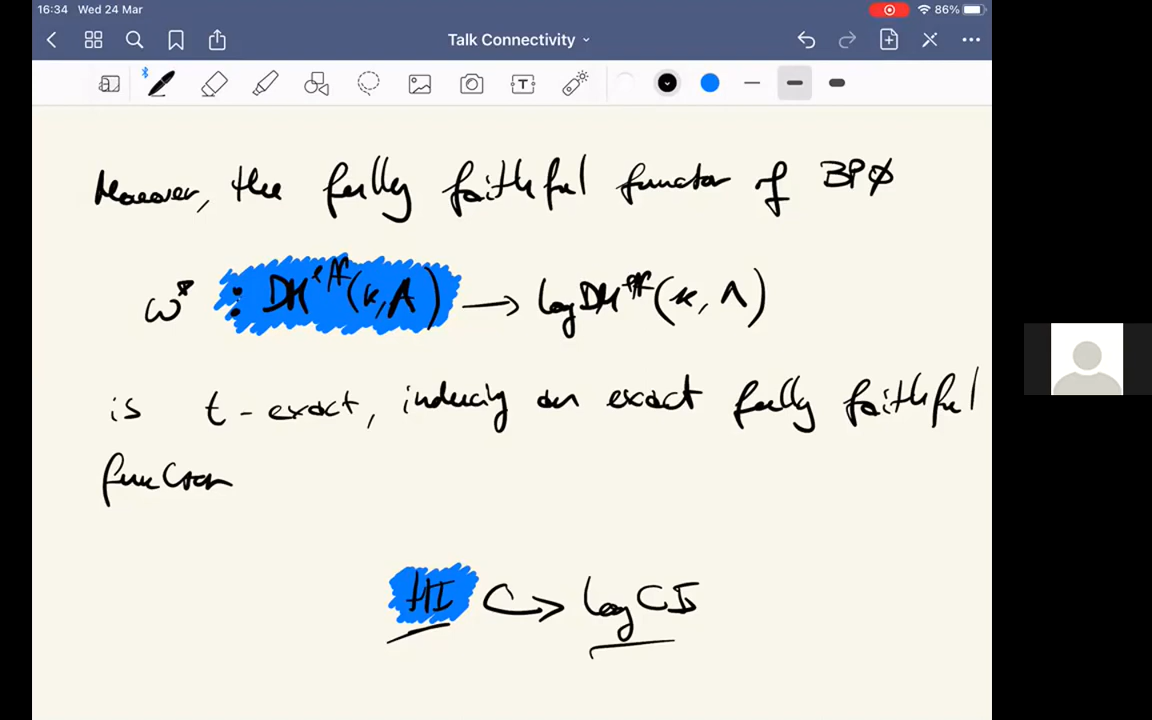 16:34 Wed 24 Mar
86%
Talk Connectivity
Moreover, the fully faithful functor of BPØ
ω* : DM^eff(k, Λ) → logDM^eff(k, Λ)
is t-exact, inducing an exact fully faithful
functor
HI ↪ logCI